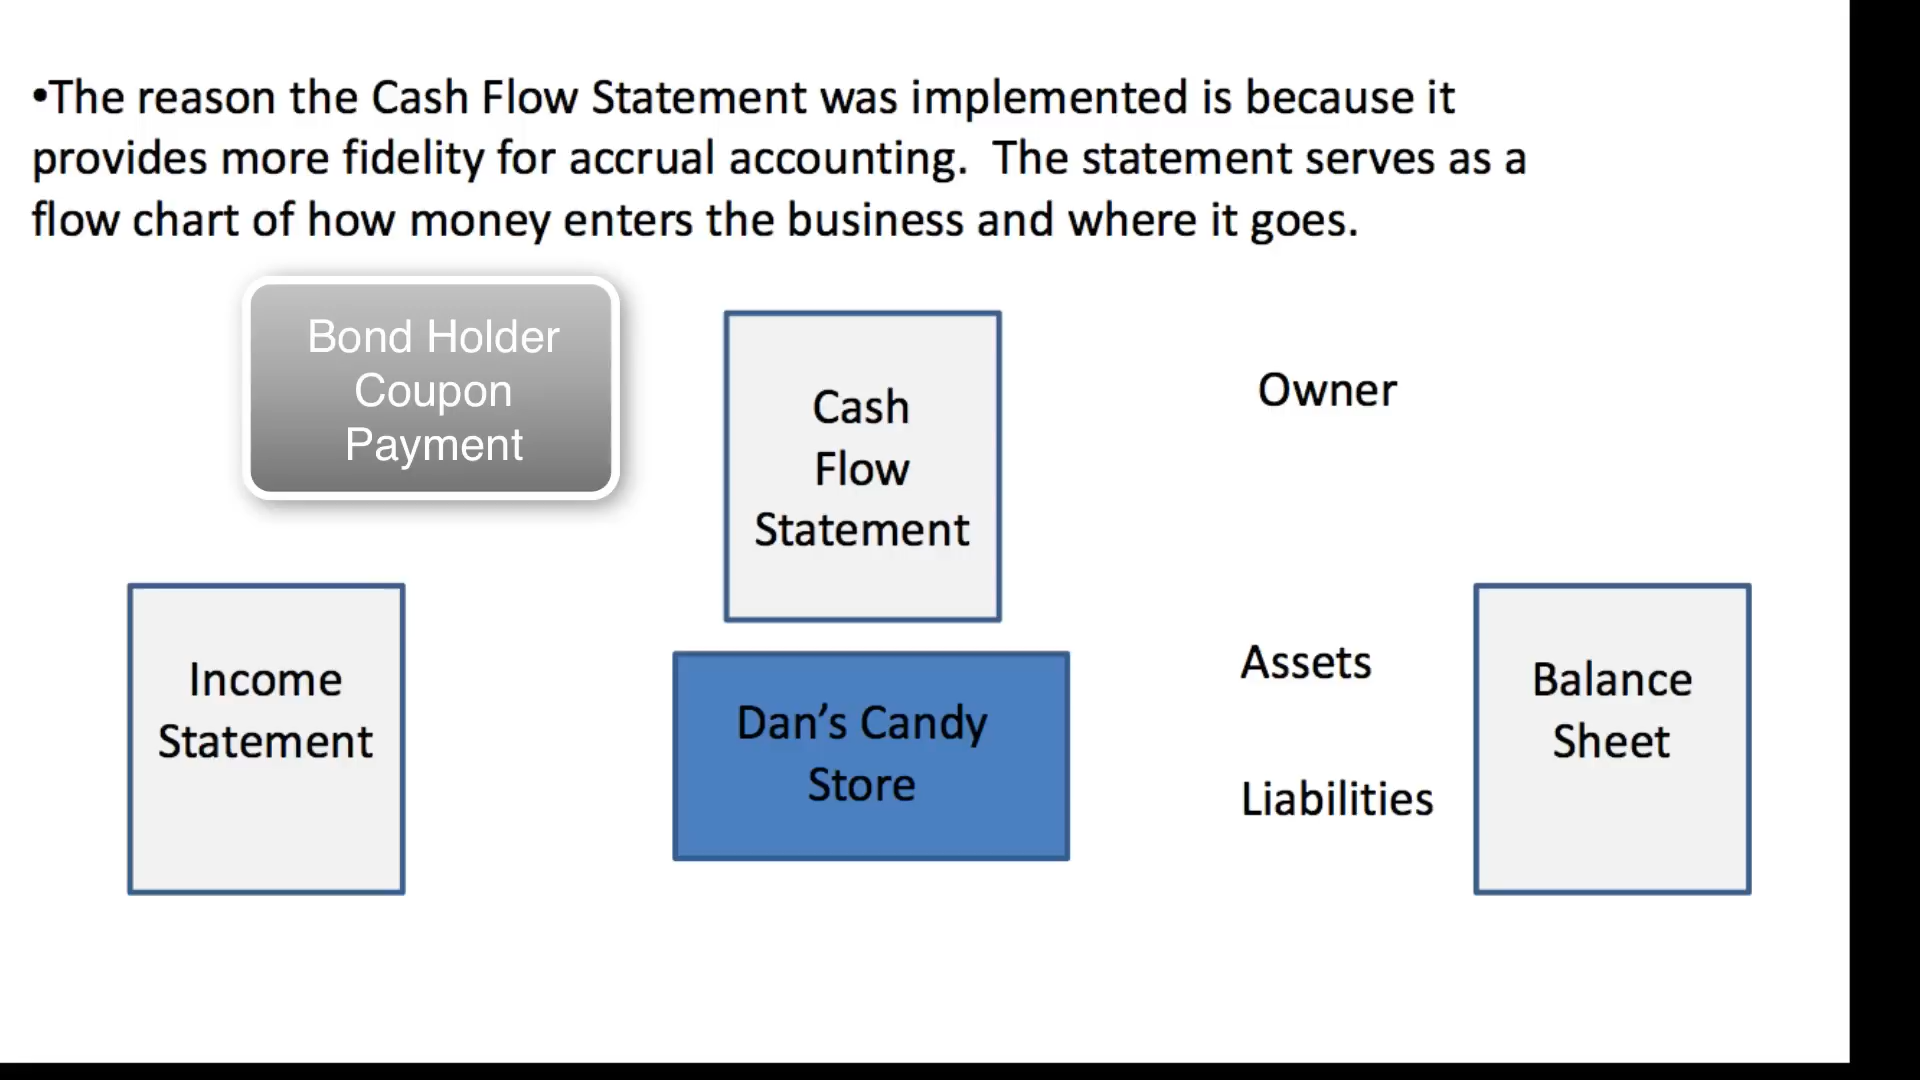 •The reason the Cash Flow Statement was implemented is because it
provides more fidelity for accrual accounting.  The statement serves as a
flow chart of how money enters the business and where it goes.
Bond Holder
Coupon
Payment
Cash
Flow
Statement
Owner
Income
Statement
Dan’s Candy
Store
Assets
Liabilities
Balance
Sheet